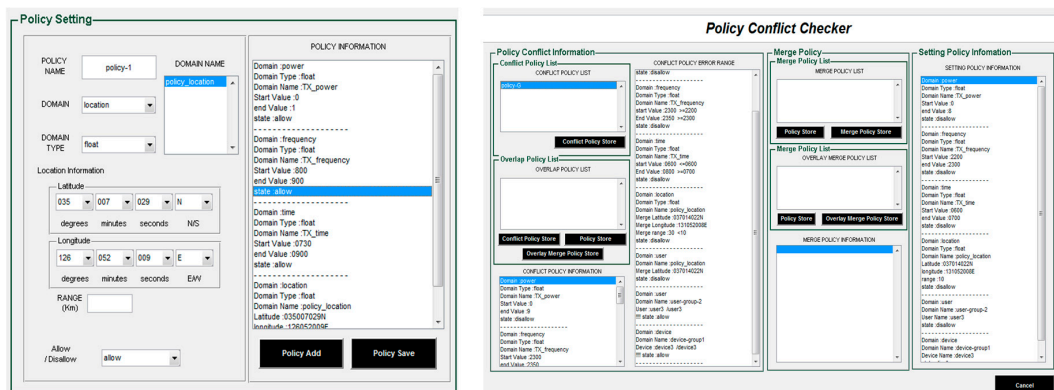 Policy Setting
POLICY NAME
policy-1
DOMAIN NAME
policy_location
DOMAIN
location
DOMAIN TYPE
float
Location Information
Latitude
035 007 029 N
degrees minutes seconds N/S
Longitude
126 052 009 E
degrees minutes seconds E/W
RANGE (Km)
Allow / Disallow
allow
POLICY INFORMATION
Domain :power
Domain Type :float
Domain Name :TX_power
Start Value :0
end Value :1
state :allow
--------------------
Domain :frequency
Domain Type :float
Domain Name :TX_frequency
Start Value :800
end Value :900
state :allow
--------------------
Domain :time
Domain Type :float
Domain Name :TX_time
Start Value :0730
end Value :0900
state :allow
--------------------
Domain :location
Domain Type :float
Domain Name :policy_location
Latitude :035007029N
longitude :126052009E
Policy Add
Policy Save
Policy Conflict Checker
Policy Conflict Information
Conflict Policy List
CONFLICT POLICY LIST
policy-0
Conflict Policy Store
Overlap Policy List
OVERLAP POLICY LIST
Conflict Policy Store
Policy Store
Overlay Merge Policy Store
CONFLICT POLICY INFORMATION
Domain :power
Domain Type :float
Domain Name :TX_power
Start Value :0
end Value :9
state :disallow
--------------------
Domain :frequency
Domain Type :float
Domain Name :TX_frequency
Start Value :2300
end Value :2350
CONFLICT POLICY ERROR RANGE
state :disallow
--------------------
Domain :frequency
Domain Type :float
Domain Name :TX_frequency
start Value :2300 >=2200
End Value :2350 >=2300
state :disallow
--------------------
Domain :time
Domain Type :float
Domain Name :TX_time
start Value :0600 <=0600
End Value :0800 >=0700
state :disallow
--------------------
Domain :location
Domain Type :float
Domain Name :policy_location
Merge Latitude :037014022N
Merge Longitude :131052008E
Merge range :30 <10
state :disallow
--------------------
Domain :user
Domain Name :policy_location
Merge Latitude :037014022N
state :disallow
--------------------
Domain :user
Domain Name :user-group-2
User :user3 /user3
!!! state :allow
--------------------
Domain :device
Domain Name :device-group1
Device :device3 /device3
!!! state :allow
--------------------
Merge Policy
Merge Policy List
MERGE POLICY LIST
Policy Store
Merge Policy Store
Merge Policy List
OVERLAY MERGE POLICY LIST
Policy Store
Overlay Merge Policy Store
MERGE POLICY INFORMATION
Setting Policy Infomation
SETTING POLICY INFORMATION
Domain :power
Domain Type :float
Domain Name :TX_power
Start Value :0
end Value :8
state :disallow
--------------------
Domain :frequency
Domain Type :float
Domain Name :TX_frequency
Start Value :2200
end Value :2300
state :disallow
--------------------
Domain :time
Domain Type :float
Domain Name :TX_time
Start Value :0600
end Value :0700
state :disallow
--------------------
Domain :location
Domain Type :float
Domain Name :policy_location
Latitude :037014022N
longitude :131052008E
range :10
state :disallow
--------------------
Domain :user
Domain Name :user-group-2
User Name :user3
state :disallow
--------------------
Domain :device
Domain Name :device-group1
Device Name :device3
Cancel